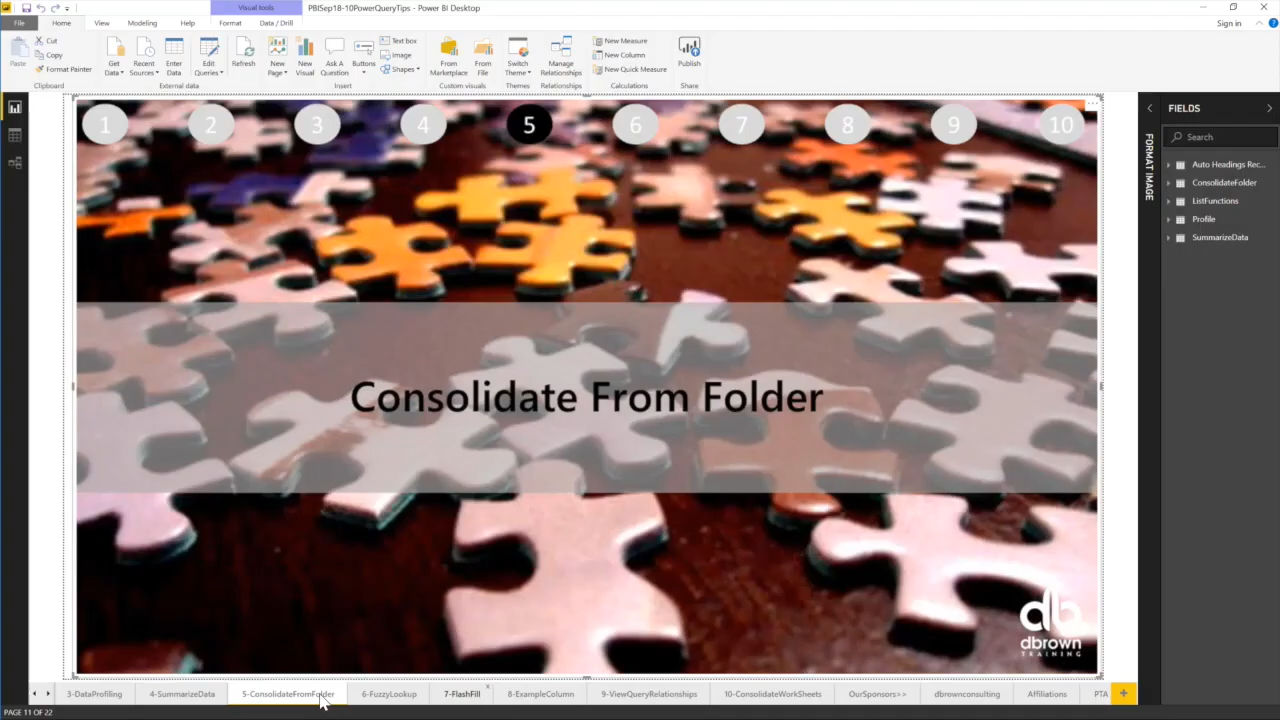 Visual tools
PBISep18-10PowerQueryTips - Power BI Desktop
File
Home
View
Modeling
Help
Format
Data / Drill
Sign in
Paste
Cut
Copy
Format Painter
Clipboard
Get
Data
Recent
Sources
Enter
Data
Edit
Queries
External data
Refresh
New
Page
New
Visual
Ask A
Question
Buttons
Text box
Image
Shapes
Insert
From
Marketplace
From
File
Custom visuals
Switch
Theme
Themes
Manage
Relationships
Relationships
New Measure
New Column
New Quick Measure
Calculations
Publish
Share
1 2 3 4 5 6 7 8 9 10
Consolidate From Folder
db
dbrown
TRAINING
FORMAT IMAGE
FIELDS
Search
Auto Headings Rec...
ConsolidateFolder
ListFunctions
Profile
SummarizeData
3-DataProfiling
4-SummarizeData
5-ConsolidateFromFolder
6-FuzzyLookup
7-FlashFill
8-ExampleColumn
9-ViewQueryRelationships
10-ConsolidateWorkSheets
OurSponsors>>
dbrownconsulting
Affiliations
PTA
PAGE 11 OF 22